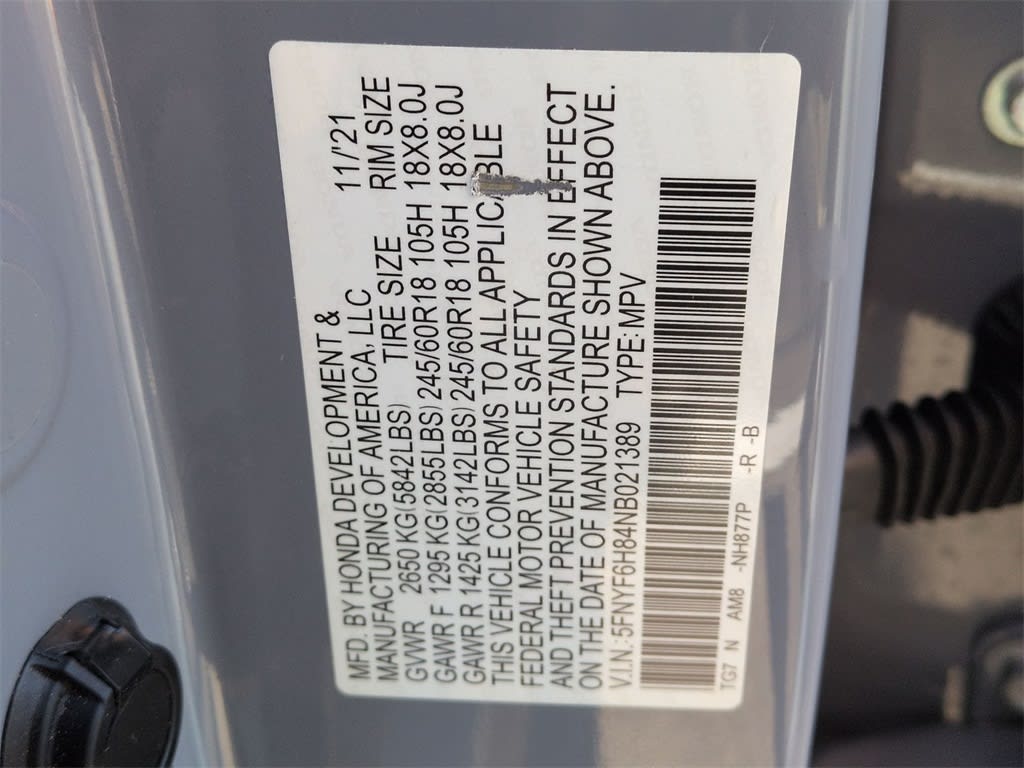 MFD. BY HONDA DEVELOPMENT & 11/'21
MANUFACTURING OF AMERICA, LLC
TIRE SIZE RIM SIZE
GVWR 2650 KG(5842LBS)
GAWR F 1295 KG(2855LBS) 245/60R18 105H 18X8.0J
GAWR R 1425 KG(3142LBS) 245/60R18 105H 18X8.0J
THIS VEHICLE CONFORMS TO ALL APPLICABLE
FEDERAL MOTOR VEHICLE SAFETY
AND THEFT PREVENTION STANDARDS IN EFFECT
ON THE DATE OF MANUFACTURE SHOWN ABOVE.
V.I.N.: 5FNYF6H84NB021389 TYPE: MPV
TG7 N AM8 -NH877P -R -B